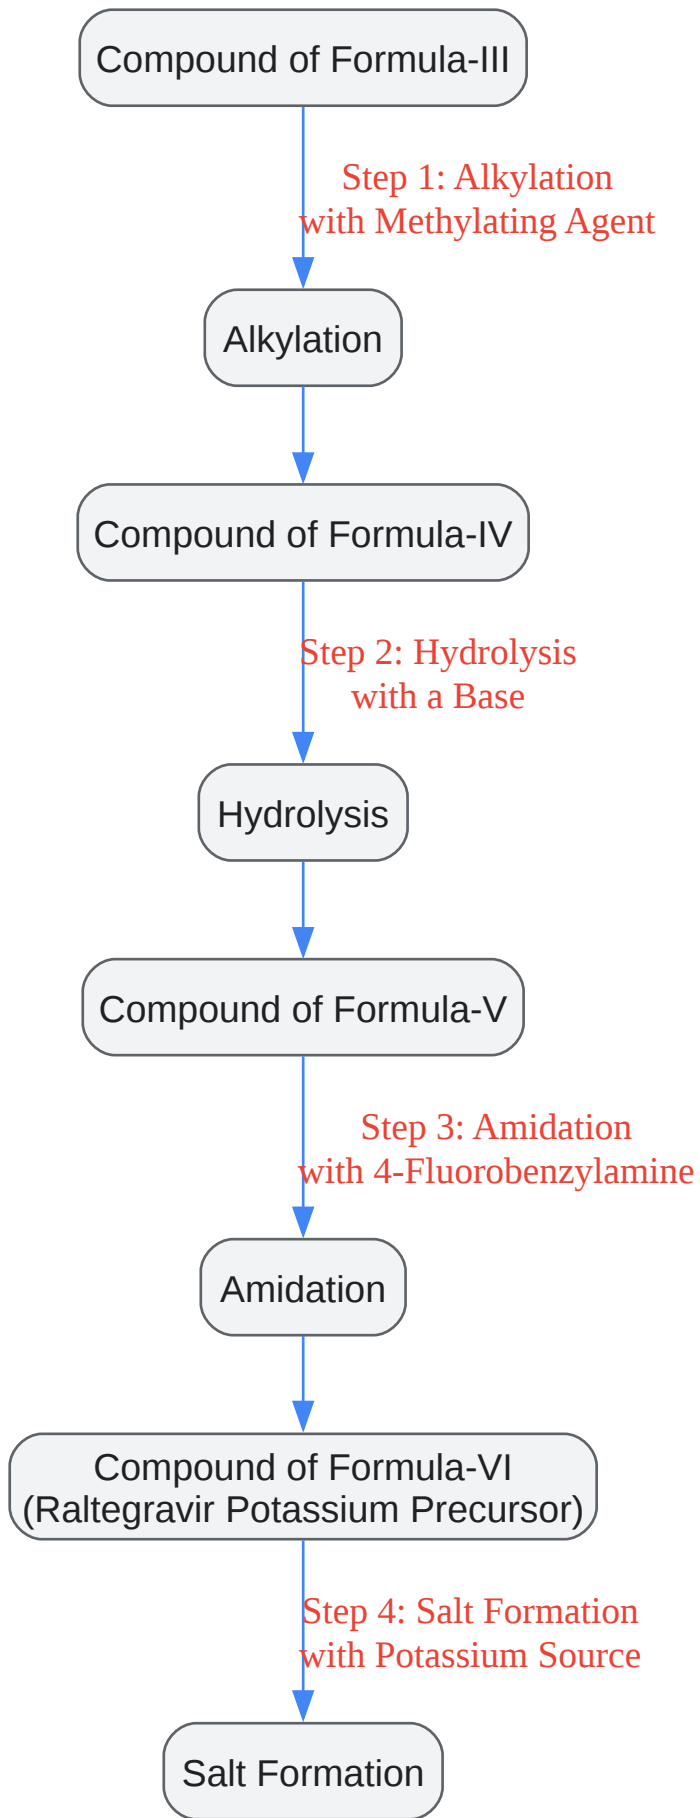 Compound of Formula-III
Step 1: Alkylation
with Methylating Agent
Alkylation
Compound of Formula-IV
Step 2: Hydrolysis
with a Base
Hydrolysis
Compound of Formula-V
Step 3: Amidation
with 4-Fluorobenzylamine
Amidation
Compound of Formula-VI
(Raltegravir Potassium Precursor)
Step 4: Salt Formation
with Potassium Source
Salt Formation